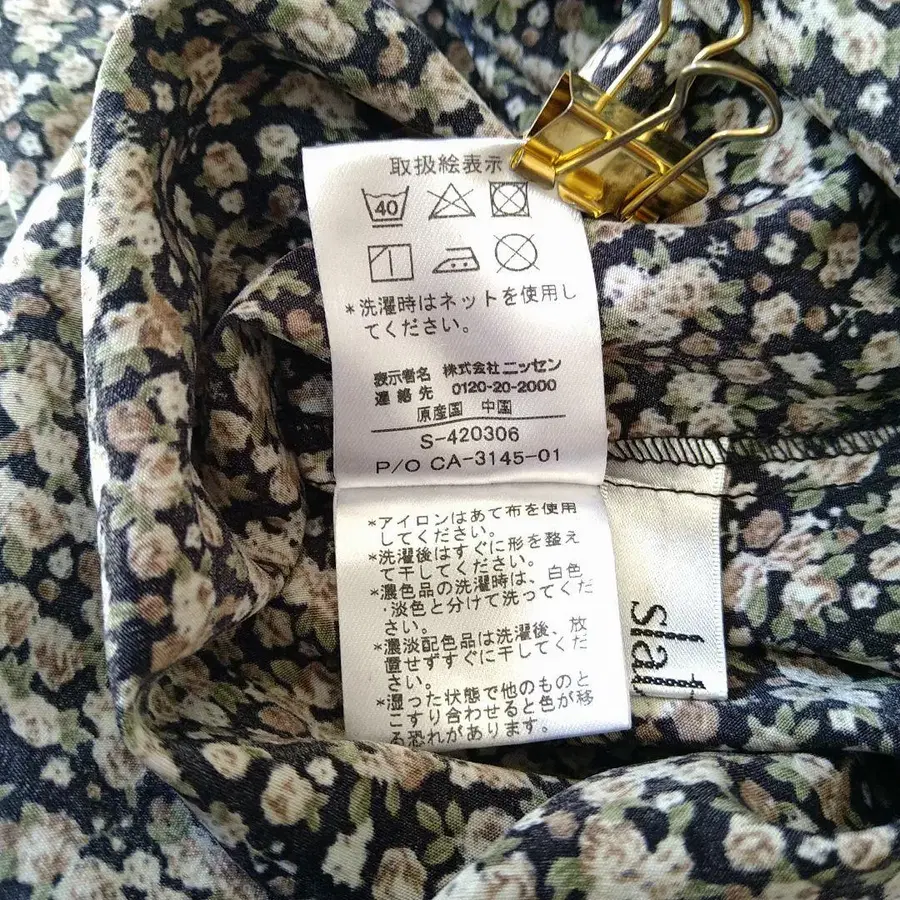 取扱絵表示
40
*洗濯時はネットを使用し
てください。
表示者名 株式会社ニッセン
連絡先 0120-20-2000
原産国 中国
S-420306
P/O CA-3145-01
*アイロンはあて布を使用
してください。
*洗濯後はすぐに形を整え
て干してください。
*濃色品の洗濯時は、白色
・淡色と分けて洗ってくだ
さい。
*濃淡配色品は洗濯後、放
置せずすぐに干してくだ
さい。
*湿った状態で他のものと
こすり合わせると色が移
る恐れがあります。